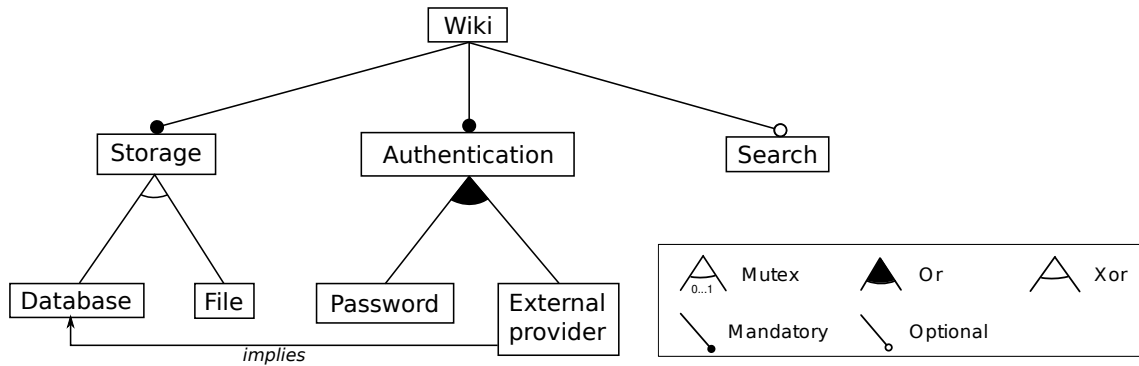 Wiki
Storage
Authentication
Search
Database
File
Password
External
provider
implies
Mutex
0...1
Or
Xor
Mandatory
Optional